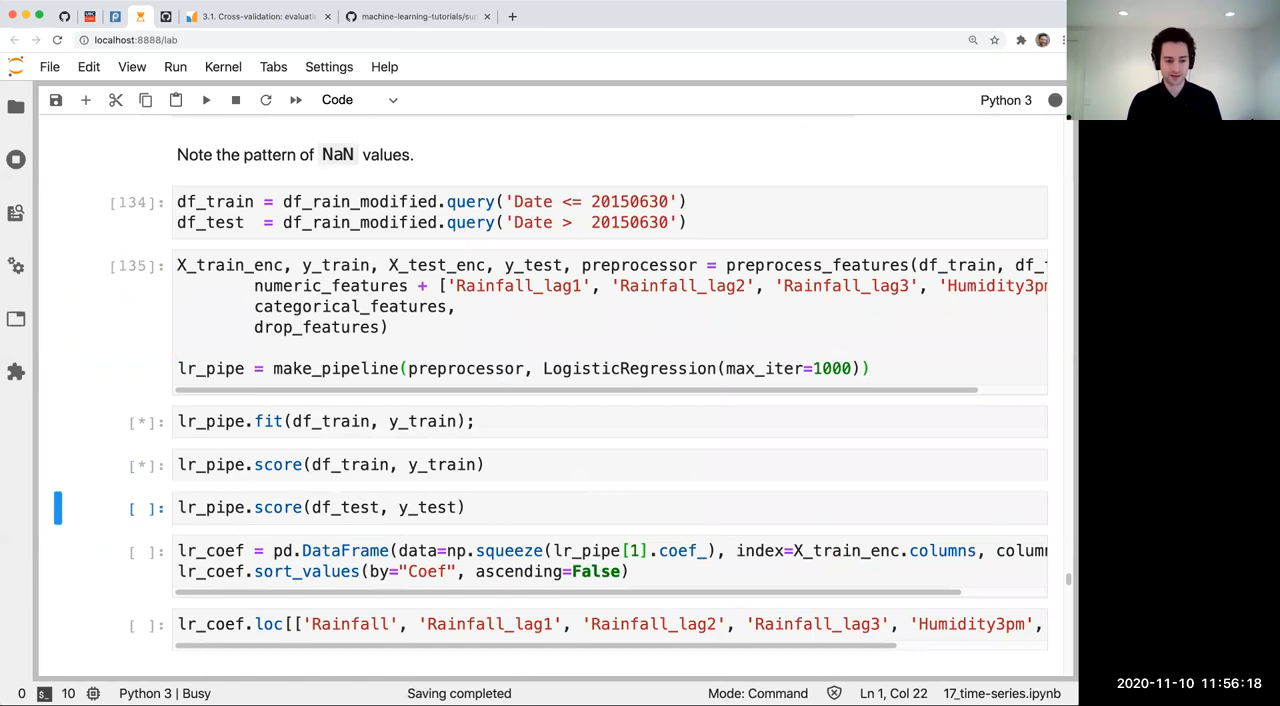 3.1. Cross-validation: evaluati
machine-learning-tutorials/su
localhost:8888/lab
File Edit View Run Kernel Tabs Settings Help
Code
Python 3
Note the pattern of NaN values.
[134]: df_train = df_rain_modified.query('Date <= 20150630')
df_test  = df_rain_modified.query('Date >  20150630')
[135]: X_train_enc, y_train, X_test_enc, y_test, preprocessor = preprocess_features(df_train, df_
numeric_features + ['Rainfall_lag1', 'Rainfall_lag2', 'Rainfall_lag3', 'Humidity3pm
categorical_features,
drop_features)
lr_pipe = make_pipeline(preprocessor, LogisticRegression(max_iter=1000))
[*]: lr_pipe.fit(df_train, y_train);
[*]: lr_pipe.score(df_train, y_train)
[ ]: lr_pipe.score(df_test, y_test)
[ ]: lr_coef = pd.DataFrame(data=np.squeeze(lr_pipe[1].coef_), index=X_train_enc.columns, colum
lr_coef.sort_values(by="Coef", ascending=False)
[ ]: lr_coef.loc[['Rainfall', 'Rainfall_lag1', 'Rainfall_lag2', 'Rainfall_lag3', 'Humidity3pm',
0 10 Python 3 | Busy Saving completed Mode: Command Ln 1, Col 22 17_time-series.ipynb
2020-11-10 11:56:18